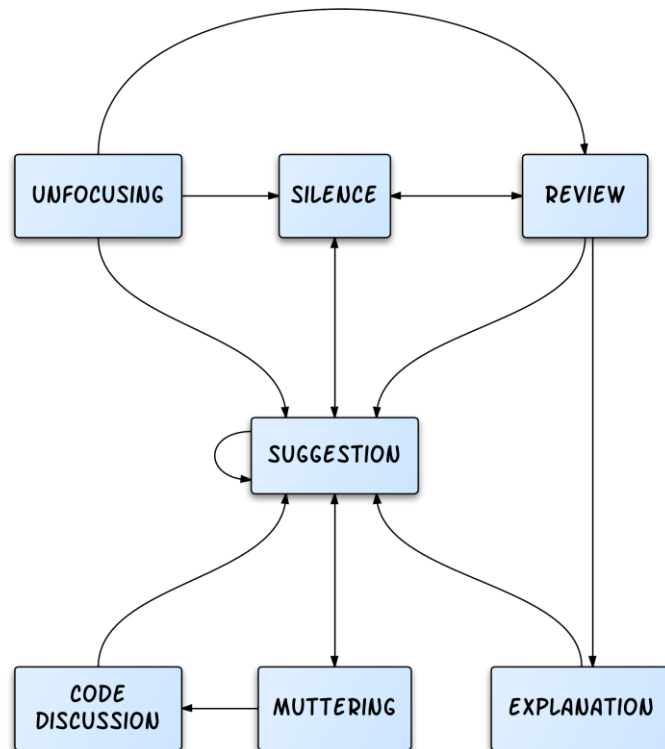 UNFOCUSING
SILENCE
REVIEW
SUGGESTION
CODE
DISCUSSION
MUTTERING
EXPLANATION